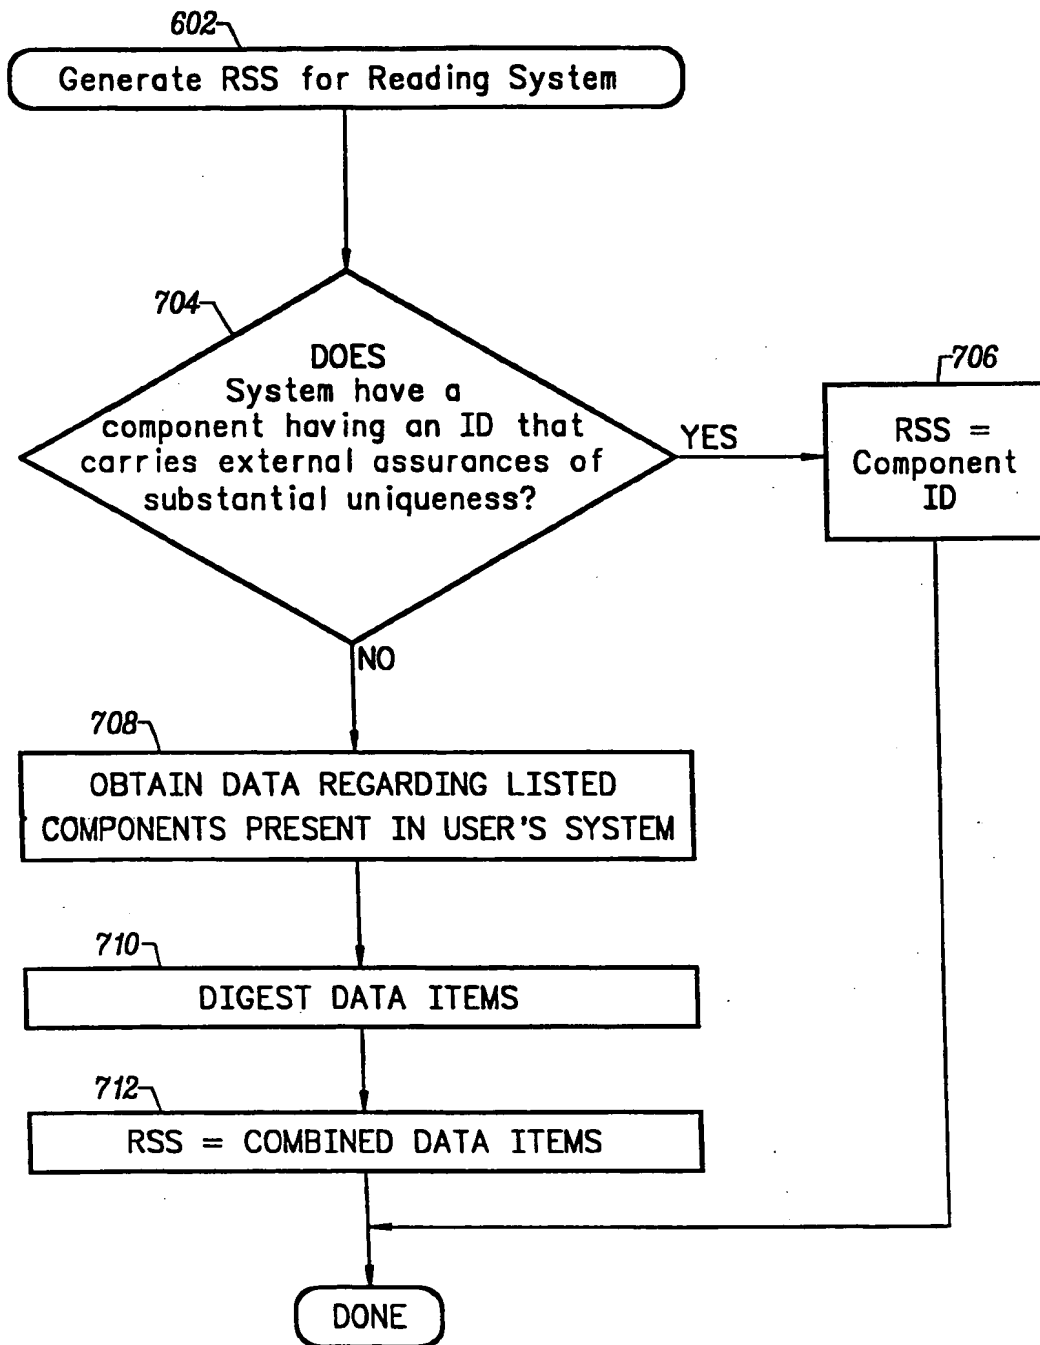 602
Generate RSS for Reading System
704
DOES
System have a
component having an ID that
carries external assurances of
substantial uniqueness?
YES
706
RSS =
Component
ID
NO
708
OBTAIN DATA REGARDING LISTED
COMPONENTS PRESENT IN USER'S SYSTEM
710
DIGEST DATA ITEMS
712
RSS = COMBINED DATA ITEMS
DONE